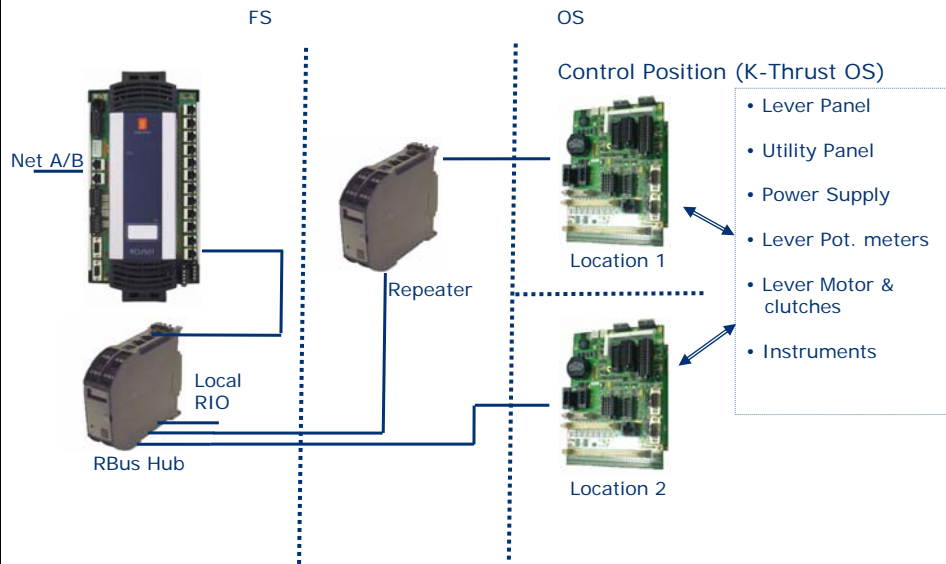 FS
OS
Control Position (K-Thrust OS)
Net A/B
RCU501
Repeater
Location 1
• Lever Panel
• Utility Panel
• Power Supply
• Lever Pot. meters
• Lever Motor &
clutches
• Instruments
Local
RIO
RBus Hub
Location 2